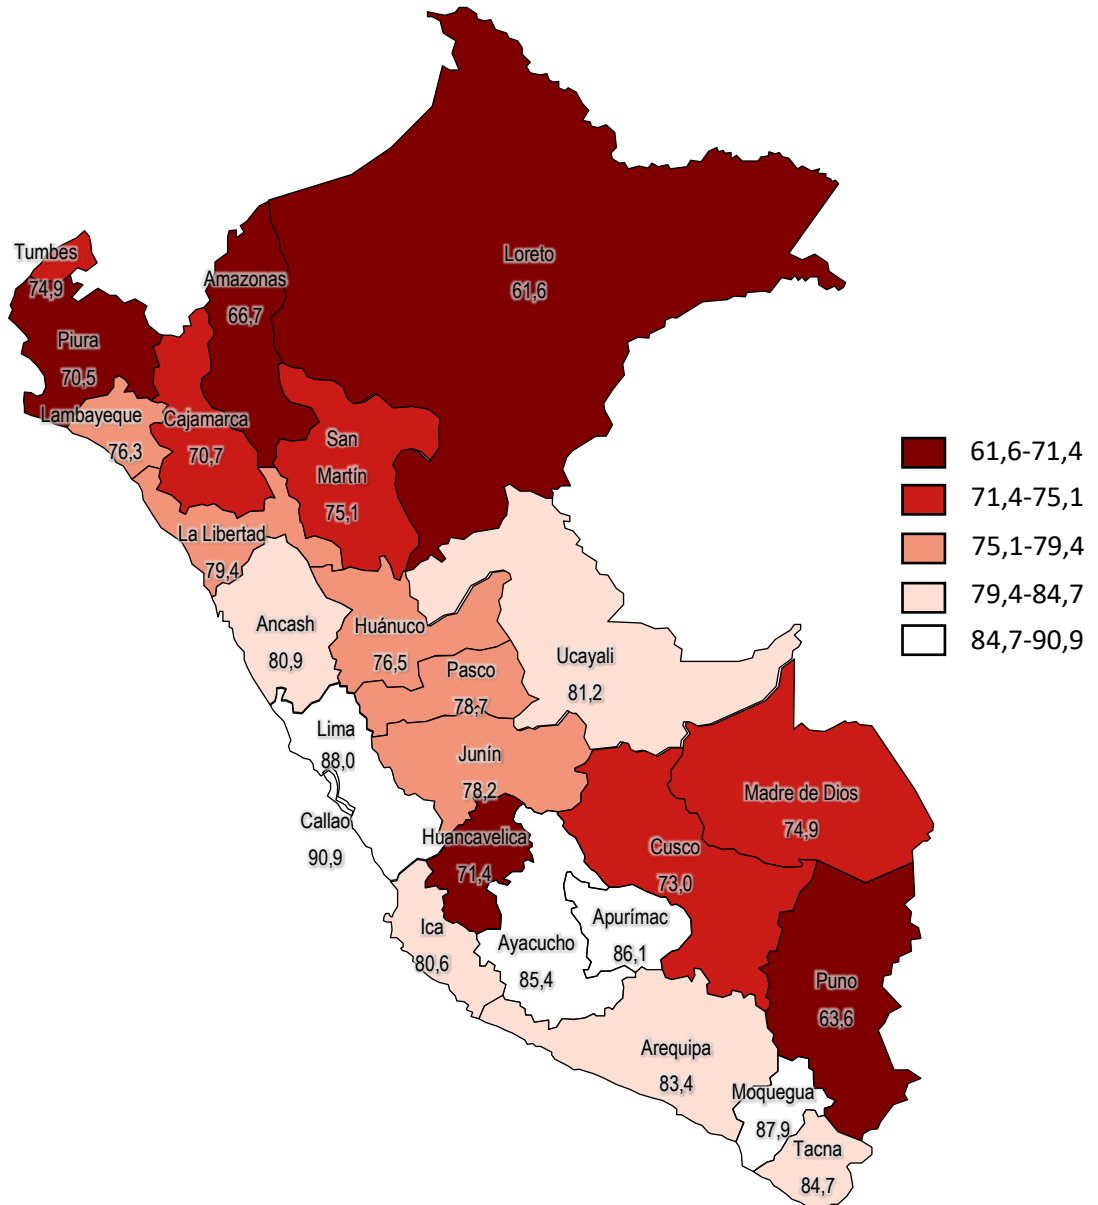 Tumbes
74,9
Piura
70,5
Lambayeque
76,3
Amazonas
66,7
Cajamarca
70,7
Loreto
61,6
San
Martín
75,1
La Libertad
79,4
Ancash
80,9
Huánuco
76,5
Pasco
78,7
Ucayali
81,2
Lima
88,0
Callao
90,9
Junín
78,2
Huancavelica
71,4
Ica
80,6
Ayacucho
85,4
Apurímac
86,1
Cusco
73,0
Madre de Dios
74,9
Puno
63,6
Arequipa
83,4
Moquegua
87,9
Tacna
84,7
61,6-71,4
71,4-75,1
75,1-79,4
79,4-84,7
84,7-90,9